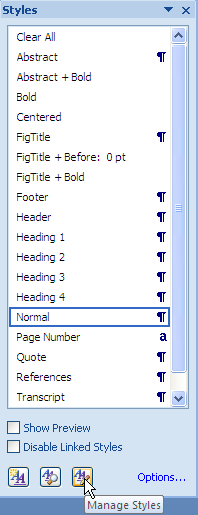 Styles
Clear All
Abstract ¶
Abstract + Bold
Bold
Centered
FigTitle ¶
FigTitle + Before: 0 pt
FigTitle + Bold
Footer ¶
Header ¶
Heading 1 ¶
Heading 2 ¶
Heading 3 ¶
Heading 4 ¶
Normal ¶
Page Number a
Quote ¶
References ¶
Transcript ¶
Show Preview
Disable Linked Styles
Options...
Manage Styles